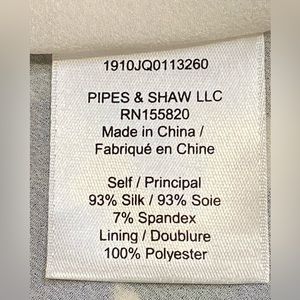 1910JQ0113260
PIPES & SHAW LLC
RN155820
Made in China /
Fabriqué en Chine
Self / Principal
93% Silk / 93% Soie
7% Spandex
Lining / Doublure
100% Polyester